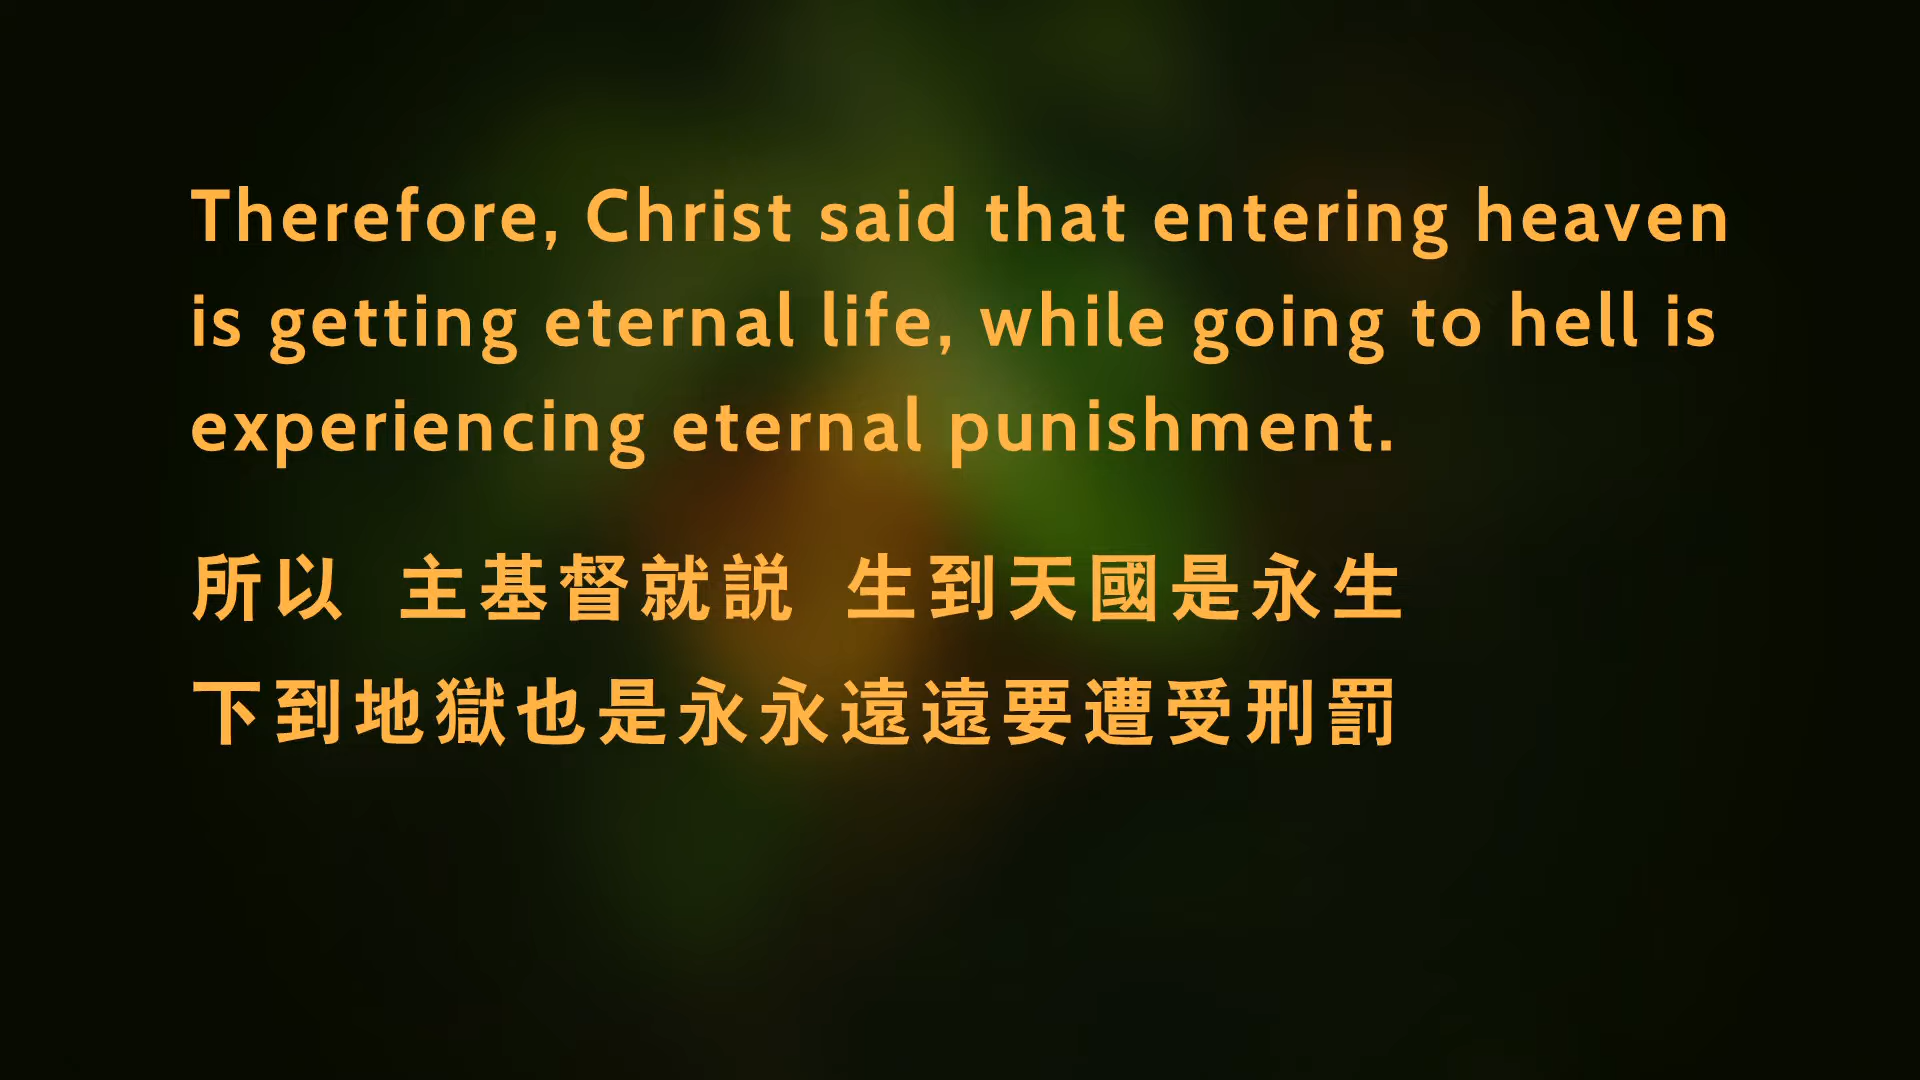 Therefore, Christ said that entering heaven
is getting eternal life, while going to hell is
experiencing eternal punishment.
所以 主基督就説 生到天國是永生
下到地獄也是永永遠遠要遭受刑罰